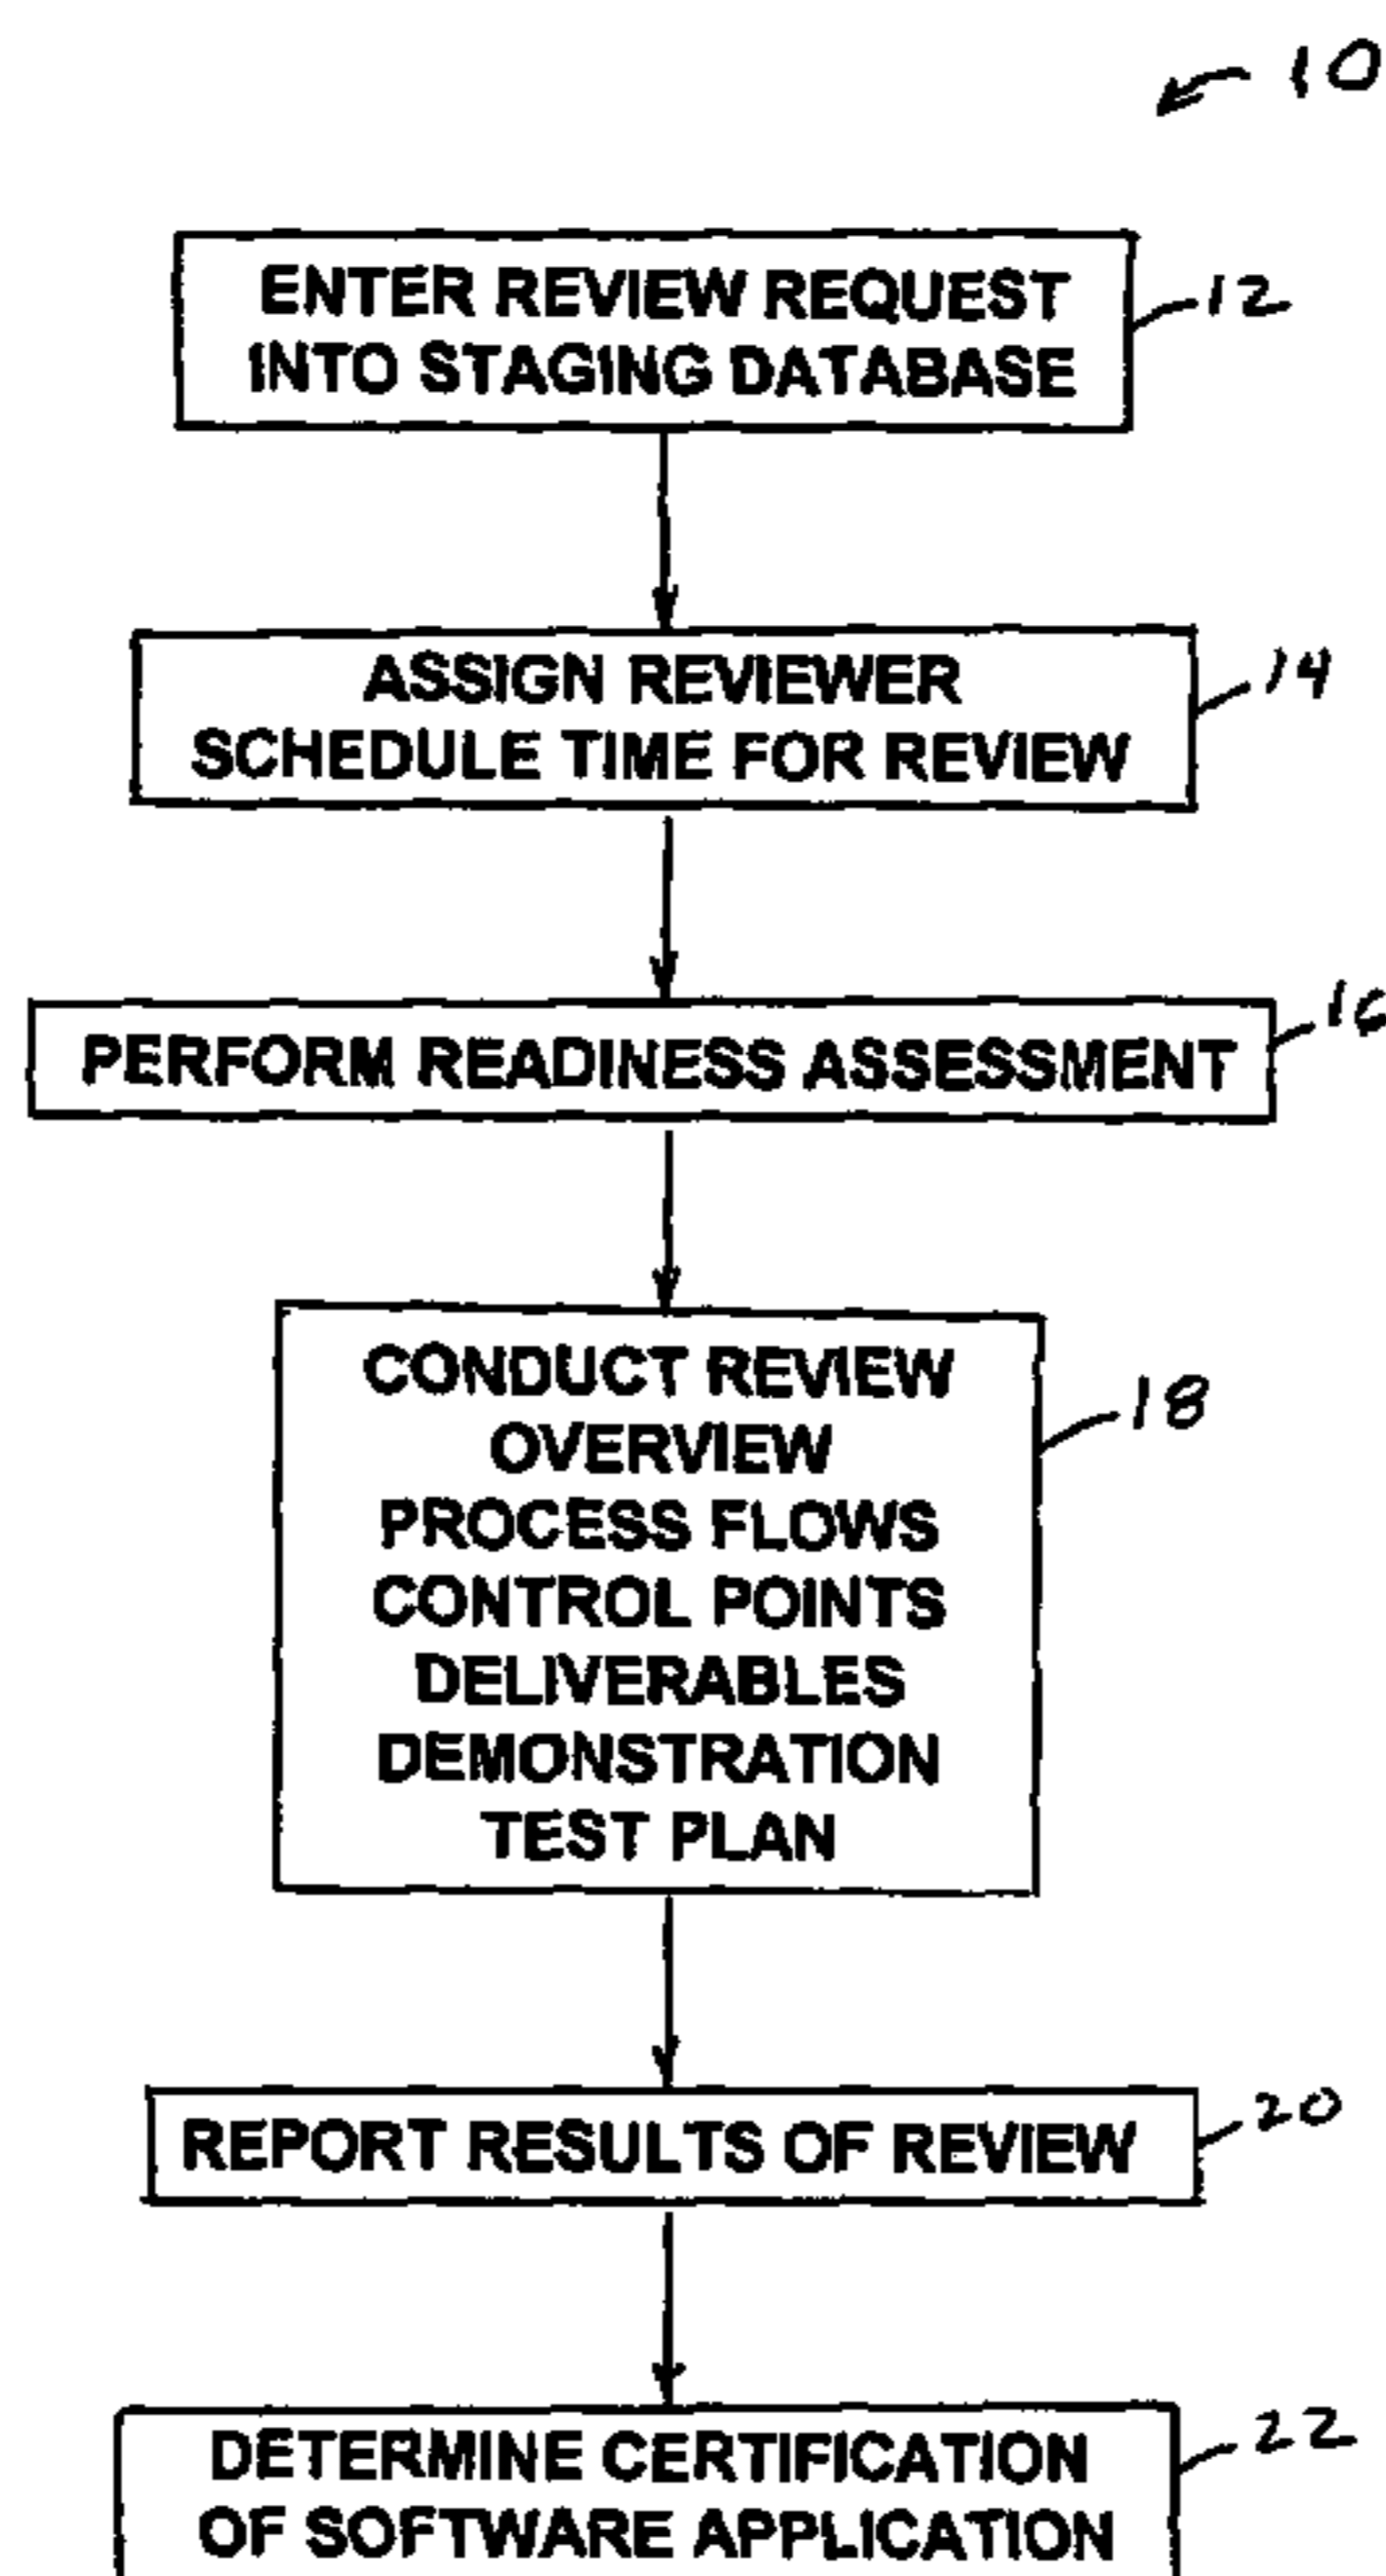 10
ENTER REVIEW REQUEST
INTO STAGING DATABASE
12
ASSIGN REVIEWER
SCHEDULE TIME FOR REVIEW
14
PERFORM READINESS ASSESSMENT
16
CONDUCT REVIEW
OVERVIEW
PROCESS FLOWS
CONTROL POINTS
DELIVERABLES
DEMONSTRATION
TEST PLAN
18
REPORT RESULTS OF REVIEW
20
DETERMINE CERTIFICATION
OF SOFTWARE APPLICATION
22